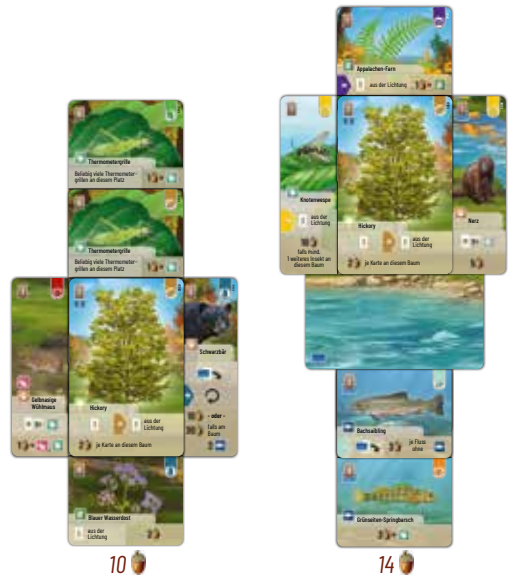 Appalachen-Farn
aus der Lichtung
Thermometergrille
Beliebig viele Thermometer-
grillen an diesem Platz
Thermometergrille
Beliebig viele Thermometer-
grillen an diesem Platz
Gelbnasige
Wühlmaus
Hickory
aus der
Lichtung
je Karte an diesem Baum
Schwarzbär
- oder -
falls am
Baum
Blauer Wasserdost
aus der
Lichtung
10
Knotenwespe
aus der
Lichtung
falls mind.
1 weiteres Insekt an
diesem Baum
Hickory
aus der
Lichtung
je Karte an diesem Baum
Nerz
Bachsaibling
je Fluss
ohne
Grünseiten-Springbarsch
14